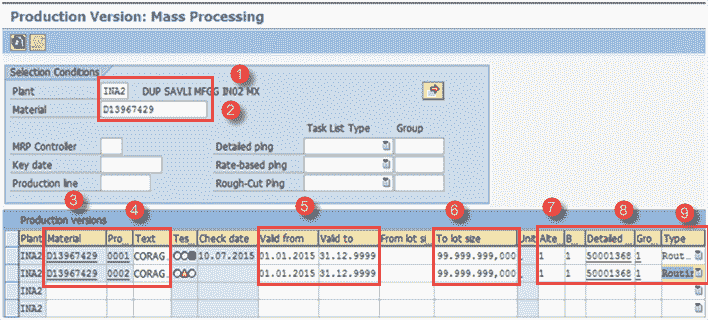 Production Version: Mass Processing
Selection Conditions
1
Plant INA2 DUP SAVLI MFGG IN02 MX
2
Material D13967429
Task List Type Group
MRP Controller Detailed plng
Key date Rate-based plng
Production line Rough-Cut Plng
3 4 5 6 7 8 9
Production versions
Plant Material Pro... Text Tes Check date Valid from Valid to From lot si... To lot size Unit Alte... B... Detailed ... Gro... Type
INA2 D13967429 0001 CORAG 10.07.2015 01.01.2015 31.12.9999 99.999.999,000 1 1 50001368 1 Rout...
INA2 D13967429 0002 CORAG 01.01.2015 31.12.9999 99.999.999,000 1 1 50001368 1 Routin
INA2
INA2